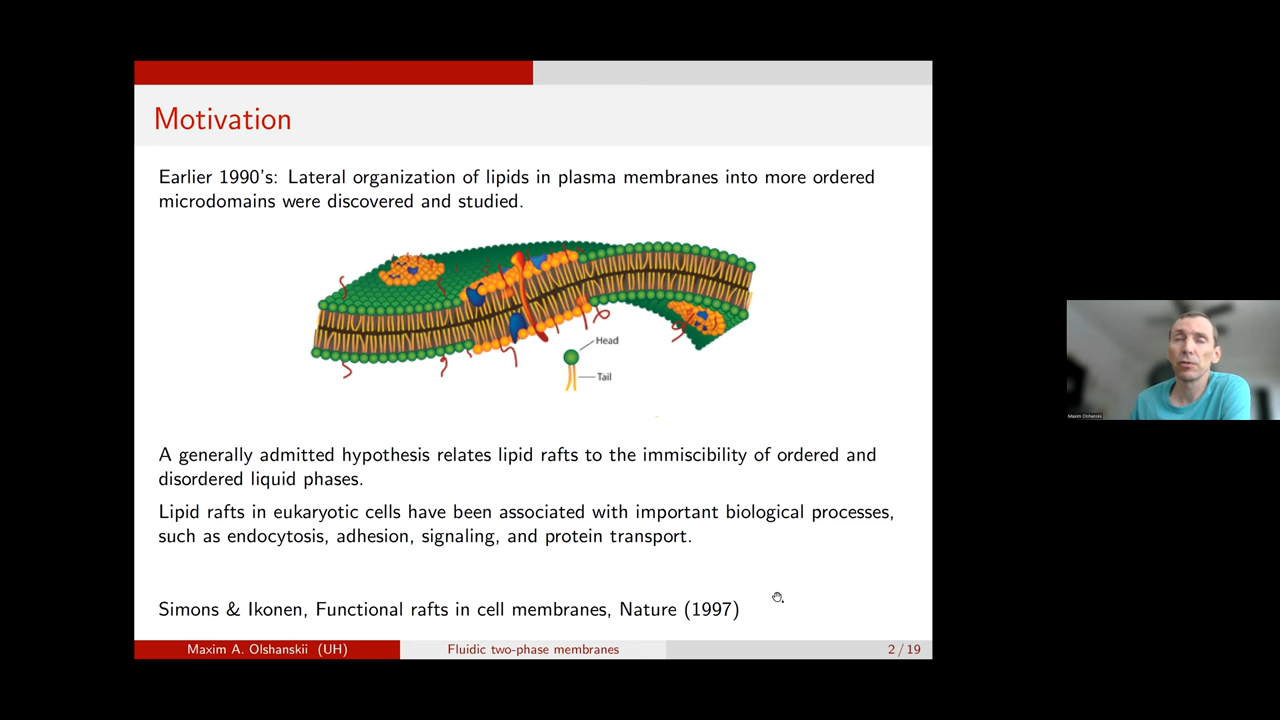 Motivation
Earlier 1990's: Lateral organization of lipids in plasma membranes into more ordered
microdomains were discovered and studied.
Head
Tail
A generally admitted hypothesis relates lipid rafts to the immiscibility of ordered and
disordered liquid phases.
Lipid rafts in eukaryotic cells have been associated with important biological processes,
such as endocytosis, adhesion, signaling, and protein transport.
Simons & Ikonen, Functional rafts in cell membranes, Nature (1997)
Maxim A. Olshanskii (UH)
Fluidic two-phase membranes
2 / 19
Maxim Olshanskii